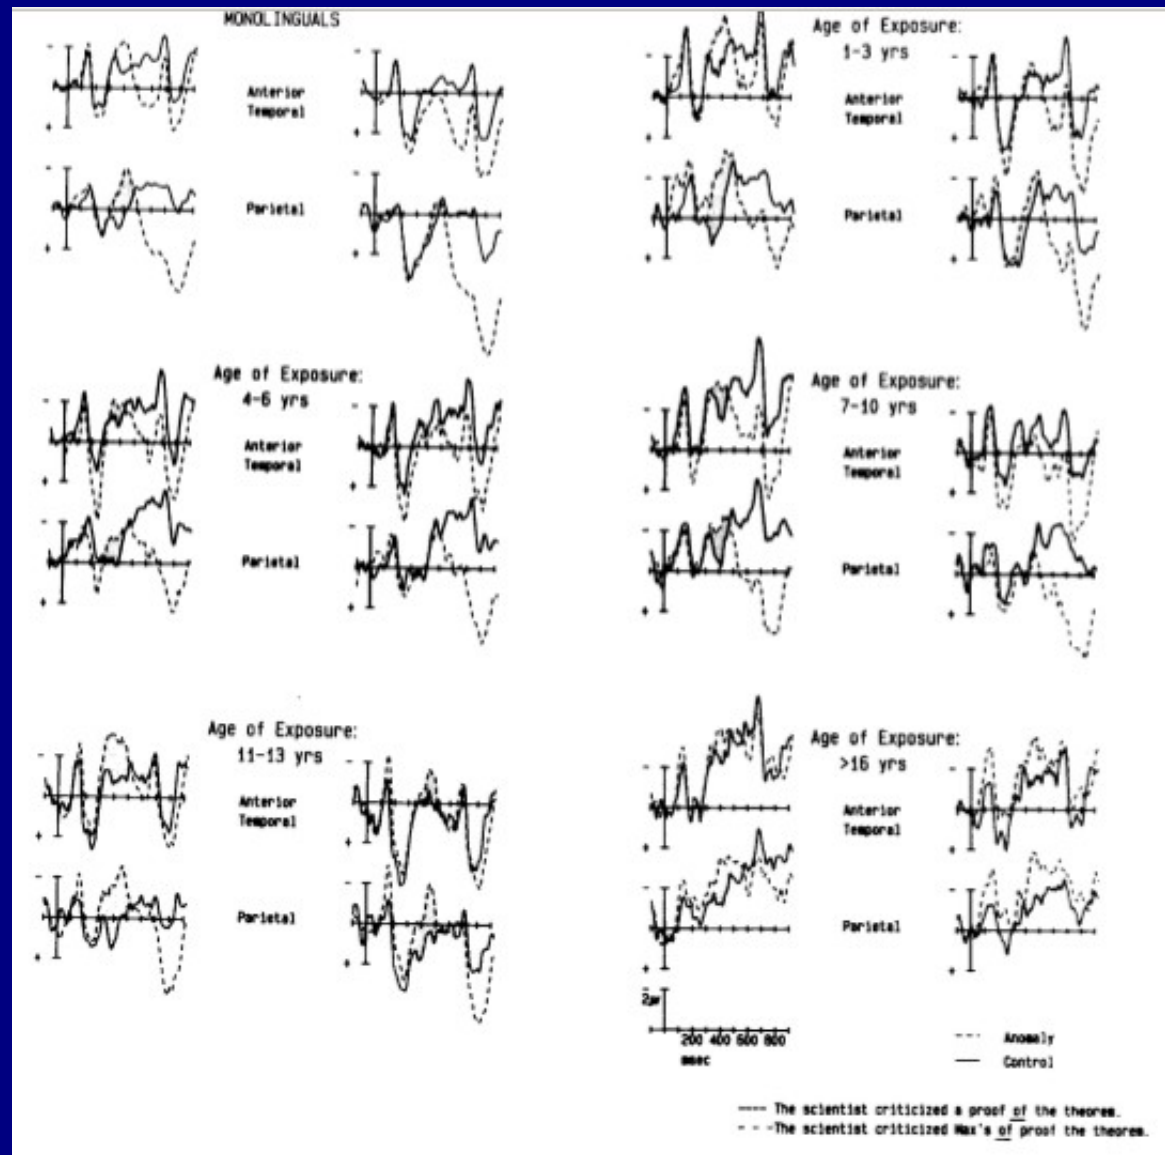 MONOLINGUALS
Anterior
Temporal
Parietal
Age of Exposure:
1-3 yrs
Anterior
Temporal
Parietal
Age of Exposure:
4-6 yrs
Anterior
Temporal
Parietal
Age of Exposure:
7-10 yrs
Anterior
Temporal
Parietal
Age of Exposure:
11-13 yrs
Anterior
Temporal
Parietal
Age of Exposure:
>16 yrs
Anterior
Temporal
Parietal
200 400 600 800
msec
--- Anomaly
— Control
---- The scientist criticized a proof of the theorem.
- - -The scientist criticized Max's of proof the theorem.